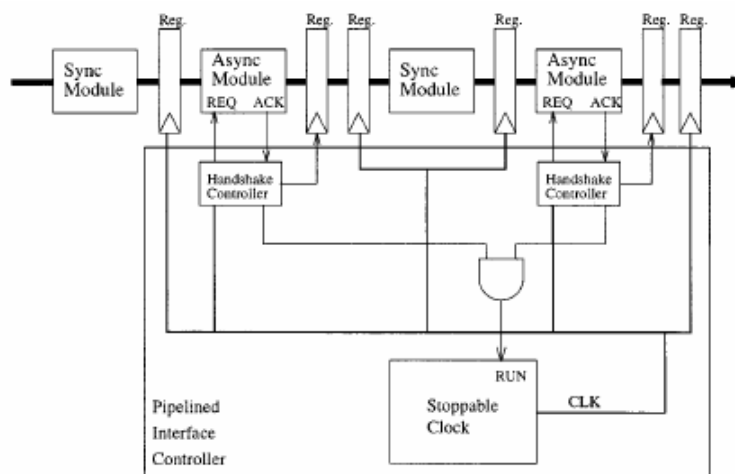 Reg. Reg. Reg. Reg. Reg. Reg.
Sync Async Sync Async
Module Module Module Module
REQ ACK REQ ACK
Handshake Handshake
Controller Controller
RUN
Stoppable CLK
Clock
Pipelined
Interface
Controller